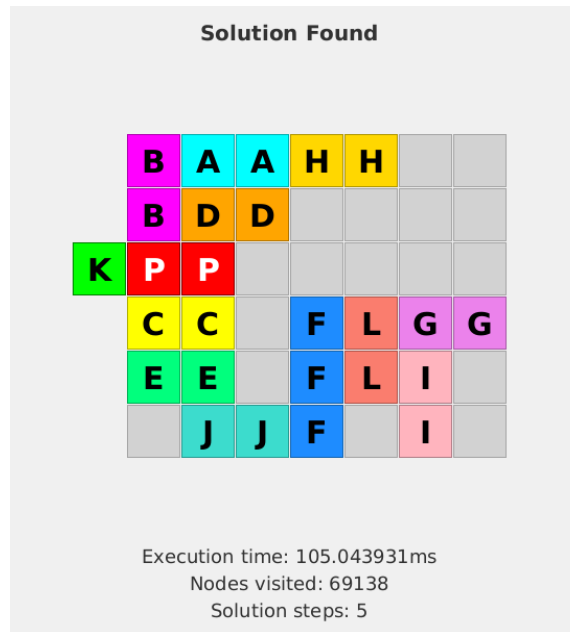 Solution Found
B A A H H
B D D
K P P
C C F L G G
E E F L I
J J F I
Execution time: 105.043931ms
Nodes visited: 69138
Solution steps: 5